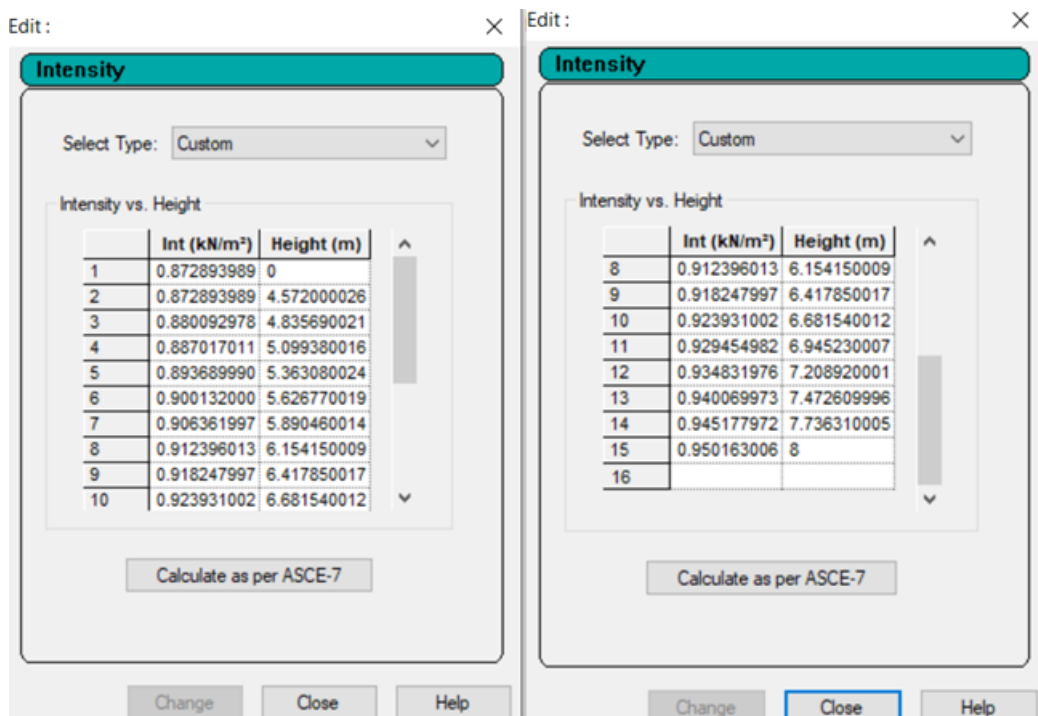 Edit :
Intensity
Select Type: Custom
Intensity vs. Height
Int (kN/m²) Height (m)
1 0.872893989 0
2 0.872893989 4.572000026
3 0.880092978 4.835690021
4 0.887017011 5.099380016
5 0.893689990 5.363080024
6 0.900132000 5.626770019
7 0.906361997 5.890460014
8 0.912396013 6.154150009
9 0.918247997 6.417850017
10 0.923931002 6.681540012
Calculate as per ASCE-7
Change Close Help
Edit :
Intensity
Select Type: Custom
Intensity vs. Height
Int (kN/m²) Height (m)
8 0.912396013 6.154150009
9 0.918247997 6.417850017
10 0.923931002 6.681540012
11 0.929454982 6.945230007
12 0.934831976 7.208920001
13 0.940069973 7.472609996
14 0.945177972 7.736310005
15 0.950163006 8
16
Calculate as per ASCE-7
Change Close Help